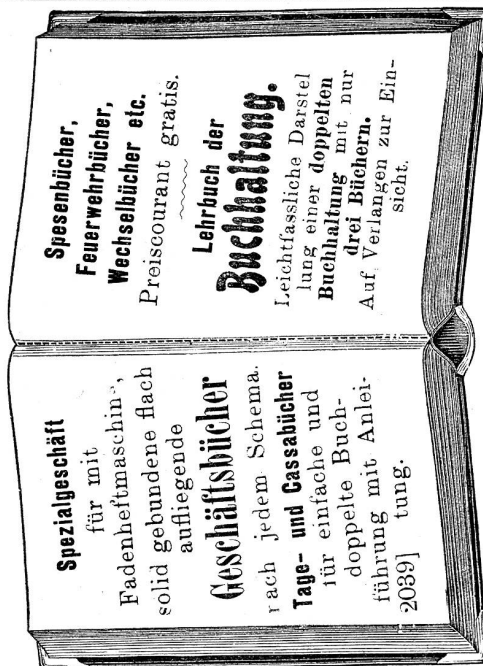 Spezialgeschäft
für mit
Fadenheftmaschin
solid gebundene flach
aufliegende
Geschäftsbücher
rach jedem Schema.
Tage- und Cassabücher
für einfache und
doppelte Buch-
führung mit Anlei-
2039] tung.
Spesenbücher,
Feuerwehrbücher,
Wechselbücher etc.
Preiscourant gratis.
Lehrbuch der
Buchhaltung.
Leichtfassliche Darstel
lung einer doppelten
Buchhaltung mit nur
drei Büchern.
Auf Verlangen zur Ein-
sicht.